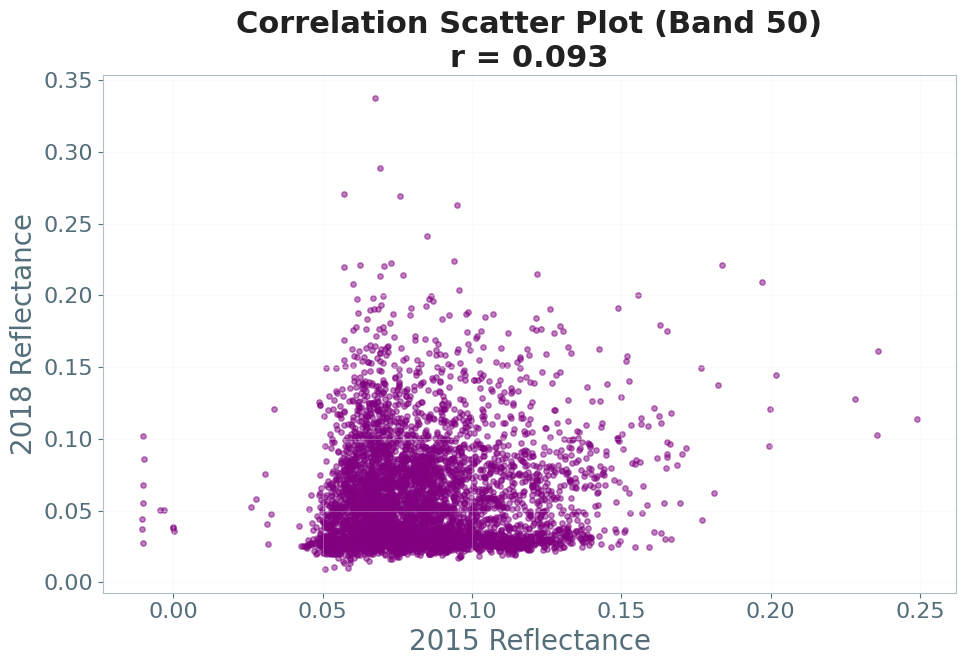 Correlation Scatter Plot (Band 50)
r = 0.093
0.35
0.30
0.25
0.20
0.15
0.10
0.05
0.00
2018 Reflectance
0.00 0.05 0.10 0.15 0.20 0.25
2015 Reflectance